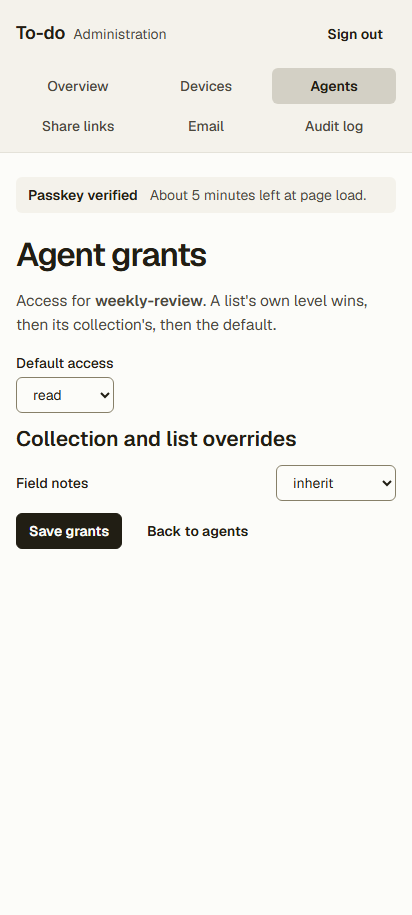 To-do Administration Sign out
Overview Devices Agents
Share links Email Audit log
Passkey verified About 5 minutes left at page load.
Agent grants
Access for weekly-review. A list's own level wins,
then its collection's, then the default.
Default access
read
Collection and list overrides
Field notes inherit
Save grants Back to agents